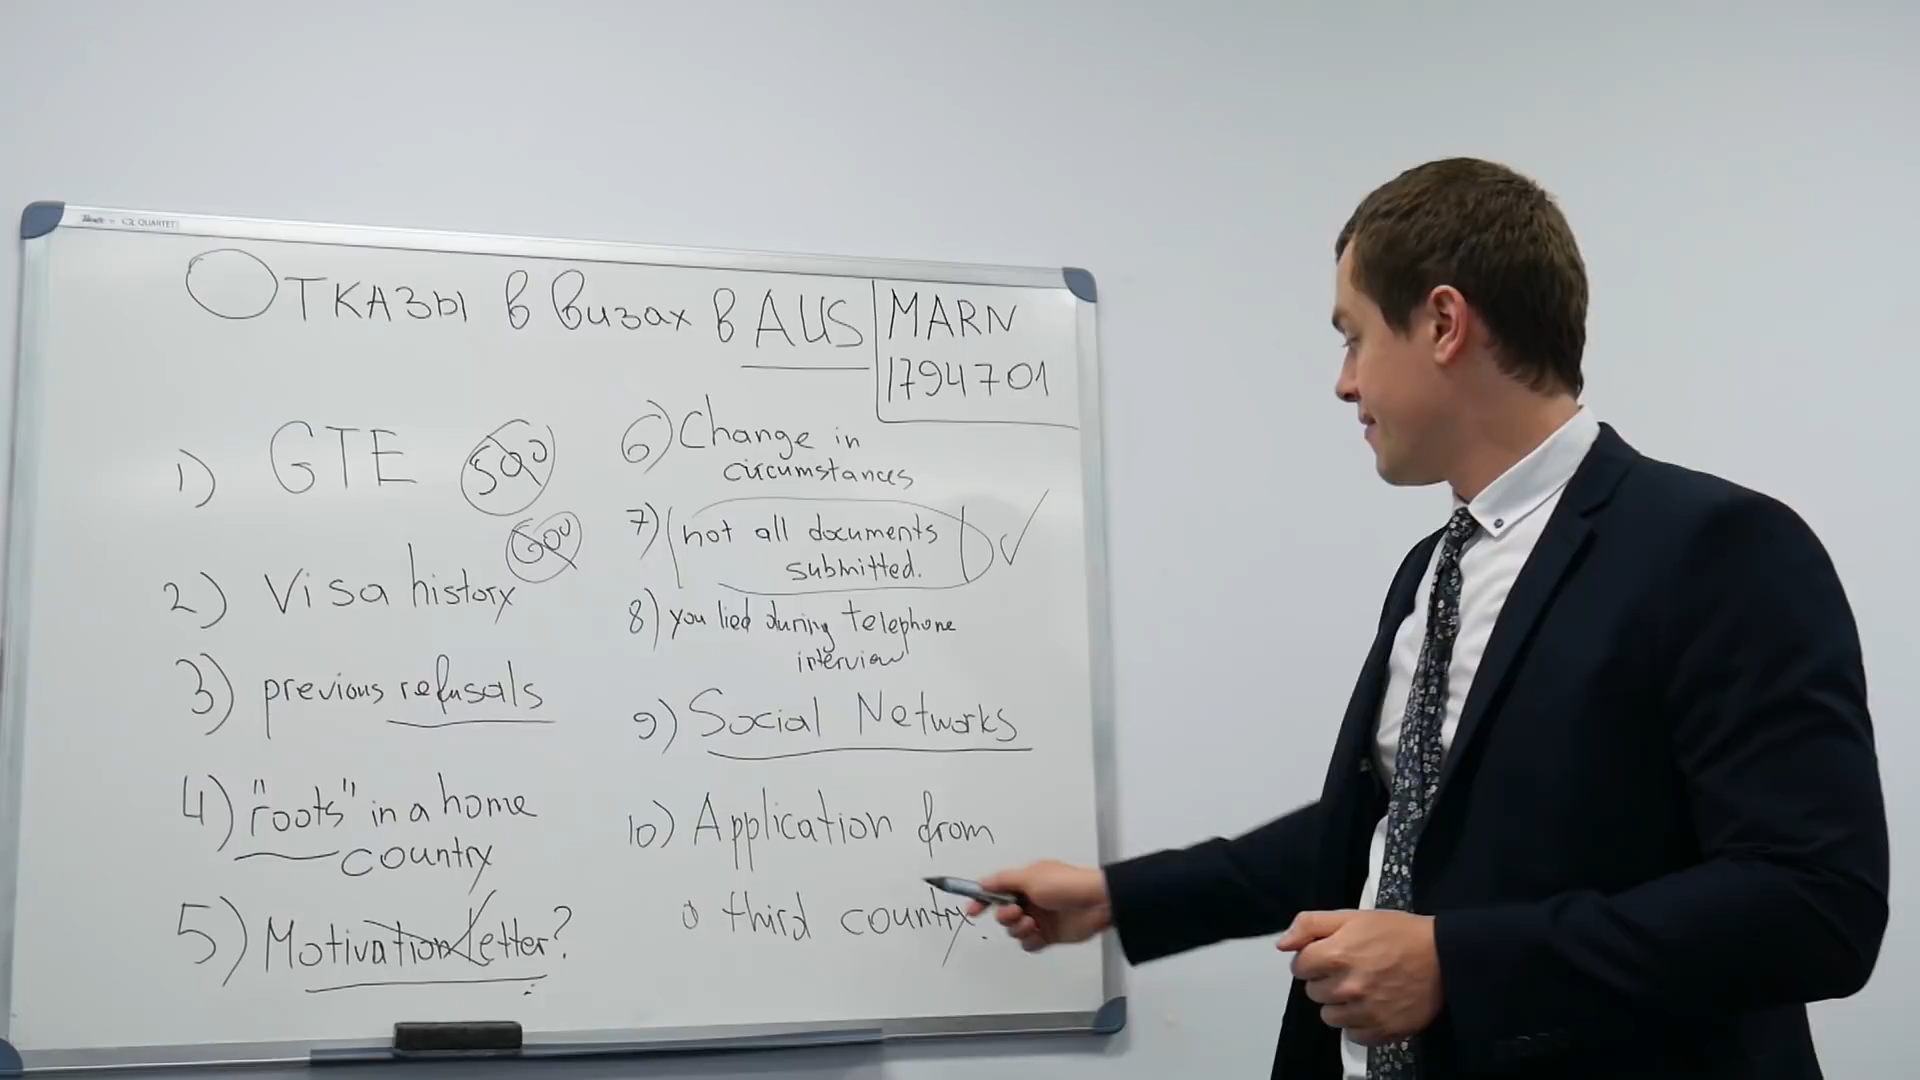 QUARTET
Отказы в визах в AUS
MARN
1794701
1) GTE 500
600
2) Visa history
3) previous refusals
4) "roots" in a home
country
5) Motivation Letter?
6) Change in
circumstances
7) not all documents
submitted.
8) you lied during telephone
interview
9) Social Networks
10) Application from
a third country?